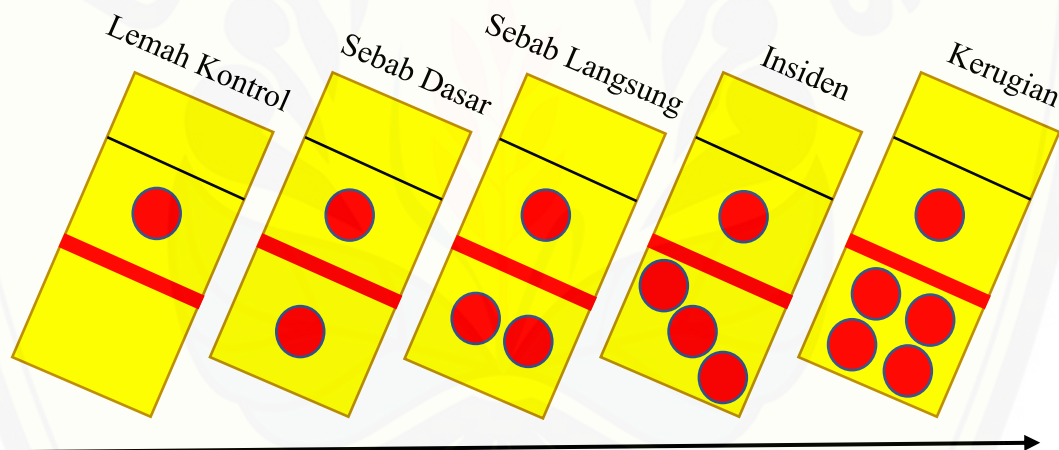 Lemah Kontrol
Sebab Dasar
Sebab Langsung
Insiden
Kerugian